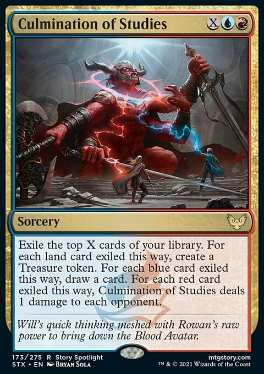 Culmination of Studies X
Sorcery
Exile the top X cards of your library. For
each land card exiled this way, create a
Treasure token. For each blue card exiled
this way, draw a card. For each red card
exiled this way, Culmination of Studies deals
1 damage to each opponent.
Will's quick thinking meshed with Rowan's raw
power to bring down the Blood Avatar.
173/275 R Story Spotlight
STX • EN BRYAN SOLA
mtgstory.com
™ & © 2021 Wizards of the Coast